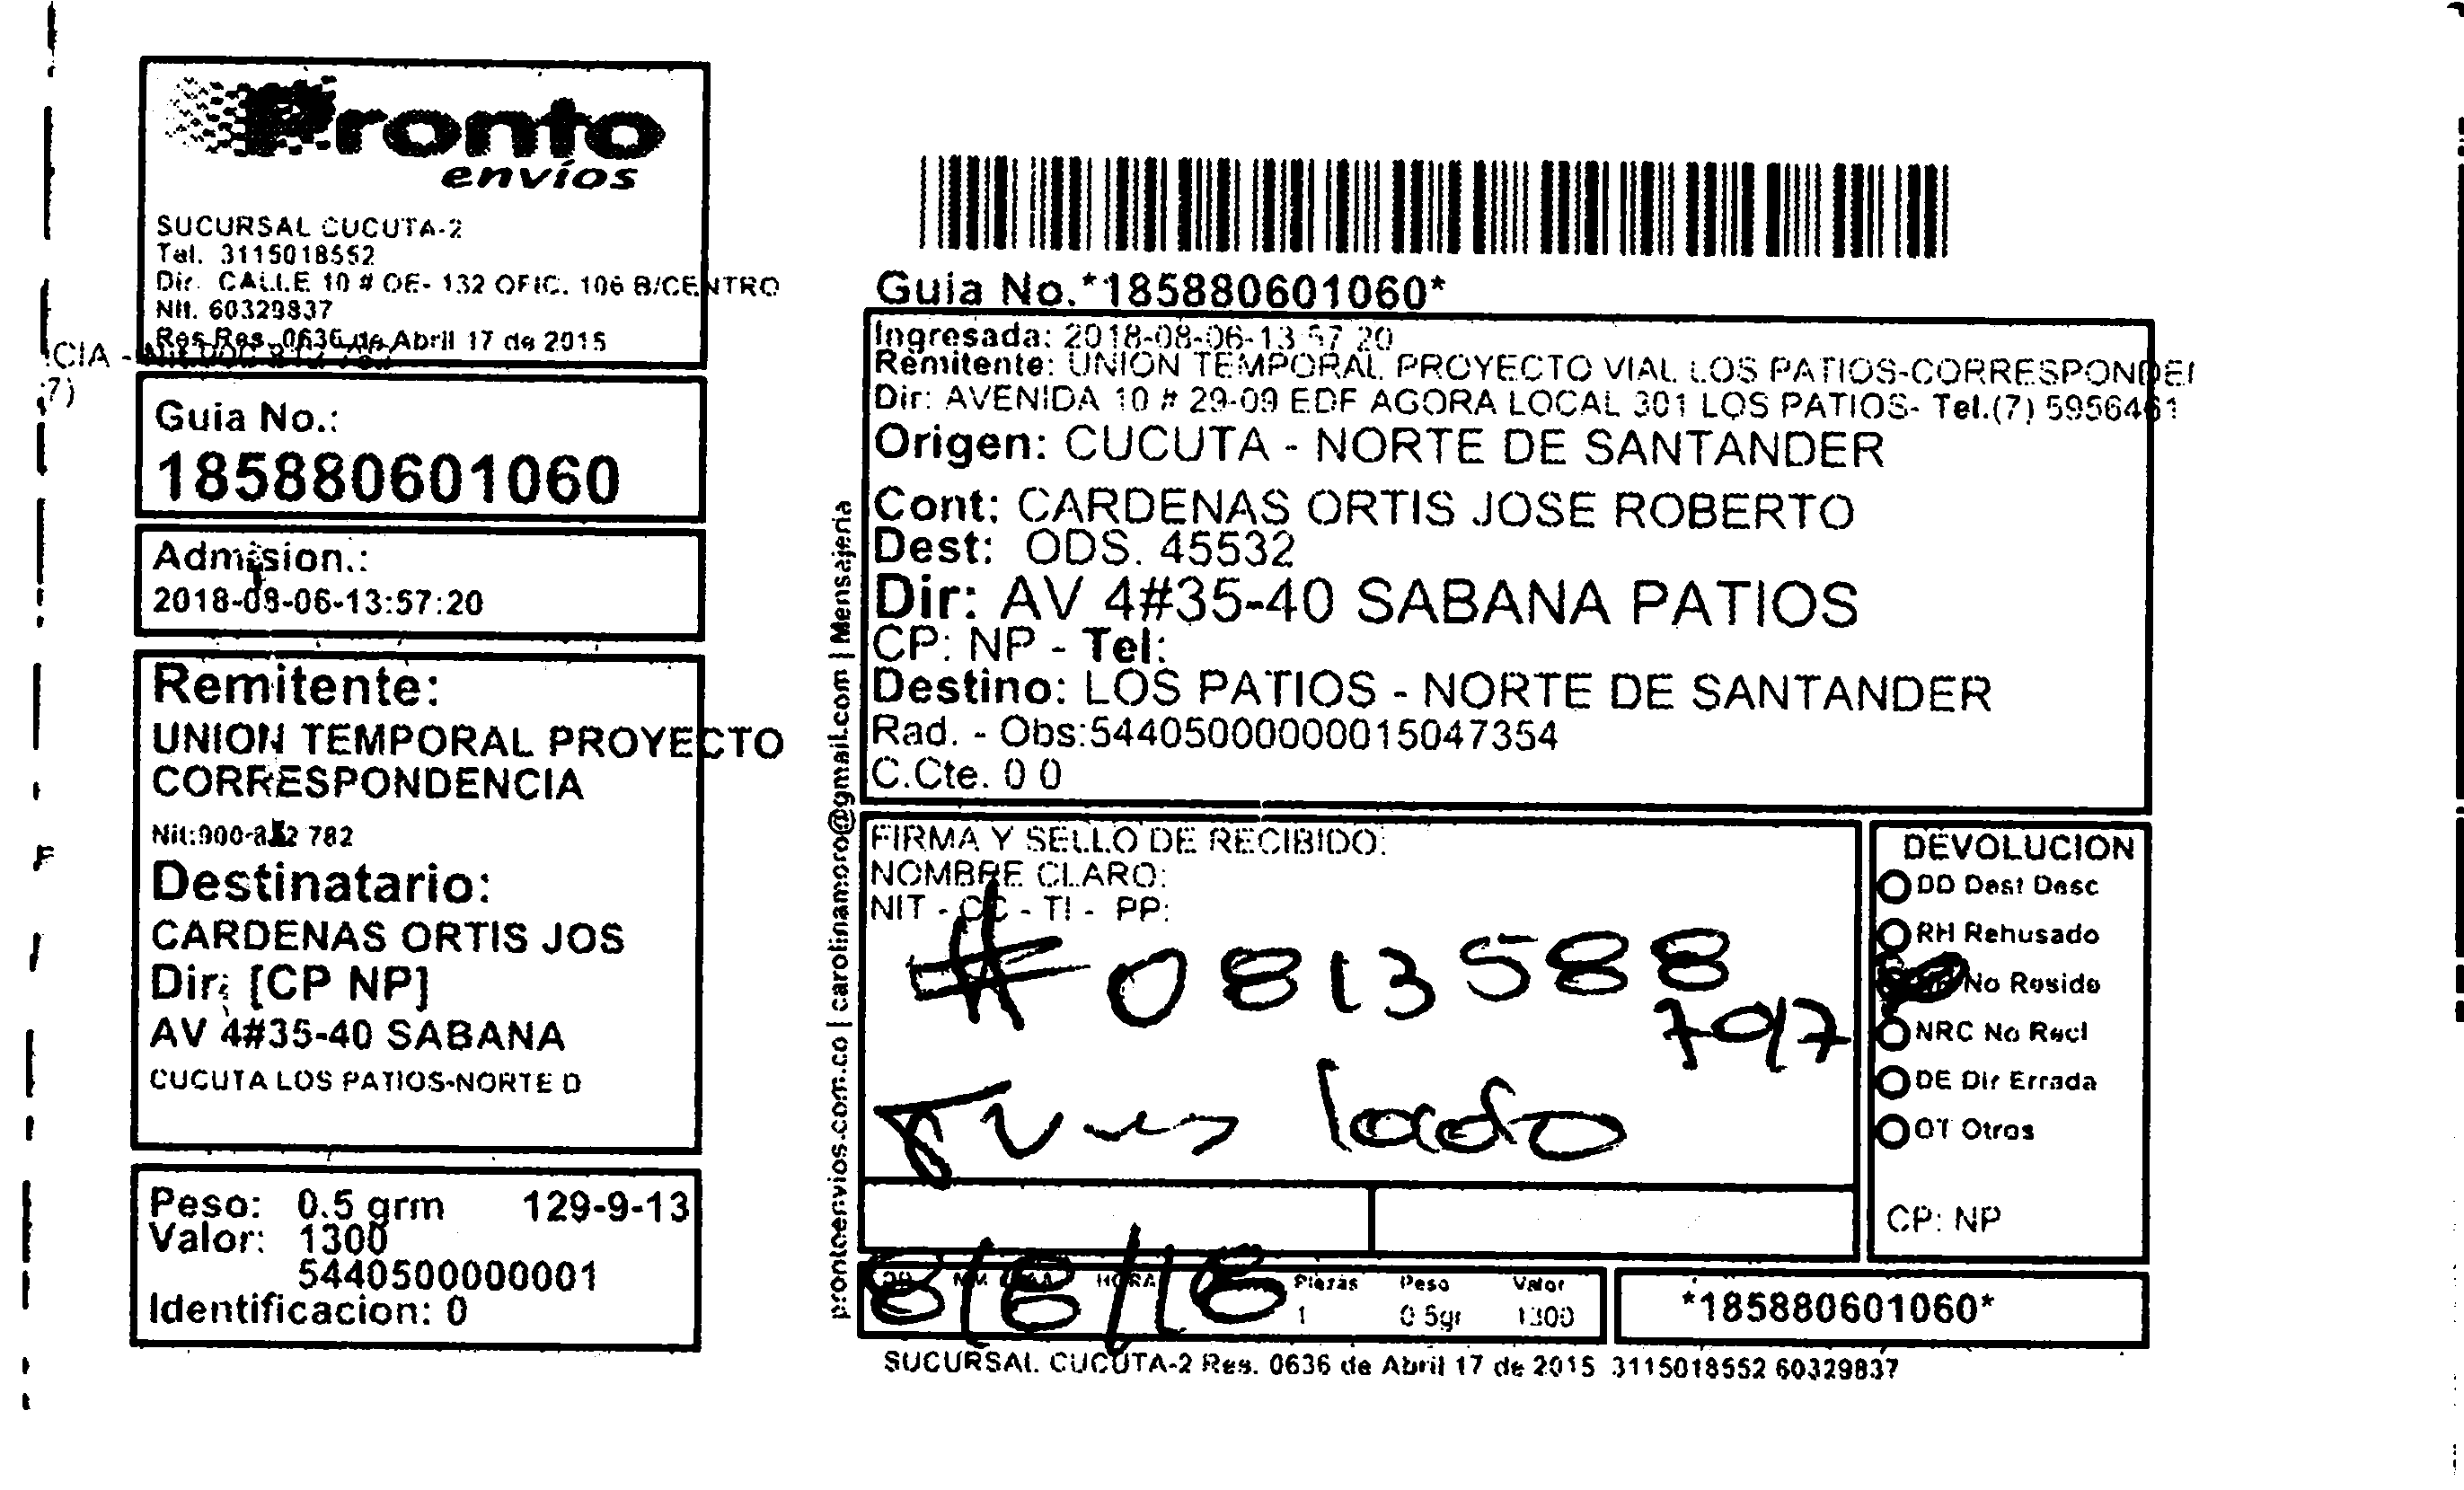 Pronto
envíos
SUCURSAL CUCUTA-2
Tel. 3115018552
Dir. CALLE 10 # OE- 132 OFIC. 106 B/CENTRO
Nit. 60329837
Res Res. 0636 de Abril 17 de 2015
CIA -
7)
Guia No.:
185880601060
Admision.:
2018-08-06-13:57:20
Remitente:
UNION TEMPORAL PROYECTO
CORRESPONDENCIA
Nit:900- 782
Destinatario:
CARDENAS ORTIS JOS
Dir: [CP NP]
AV 4#35-40 SABANA
CUCUTA LOS PATIOS-NORTE D
Peso: 0.5 grm 129-9-13
Valor: 1300
5440500000001
Identificacion: 0
prontoenvios.com.co | carolinamoro@gmail.com | Mensajeria
Guia No.*185880601060*
Ingresada: 2018-08-06-13 57 20
Remitente: UNION TEMPORAL PROYECTO VIAL LOS PATIOS-CORRESPONDEI
Dir: AVENIDA 10 # 29-09 EDF AGORA LOCAL 301 LOS PATIOS- Tel.(7) 5956461
Origen: CUCUTA - NORTE DE SANTANDER
Cont: CARDENAS ORTIS JOSE ROBERTO
Dest: ODS. 45532
Dir: AV 4#35-40 SABANA PATIOS
CP: NP - Tel:
Destino: LOS PATIOS - NORTE DE SANTANDER
Rad. - Obs:544050000000015047354
C.Cte. 0 0
FIRMA Y SELLO DE RECIBIDO:
NOMBRE CLARO:
NIT - CC - TI - PP:
# 0813588
lado
DEVOLUCION
DD Dest Desc
RH Rehusado
No Reside
NRC No Recl
DE Dir Errada
OT Otros
CP: NP
DD MM AA HORA
8/8/18
Piezas Peso Valor
1 0.5gr 1300
*185880601060*
SUCURSAL CUCUTA-2 Res. 0636 de Abril 17 de 2015 3115018552 60329837